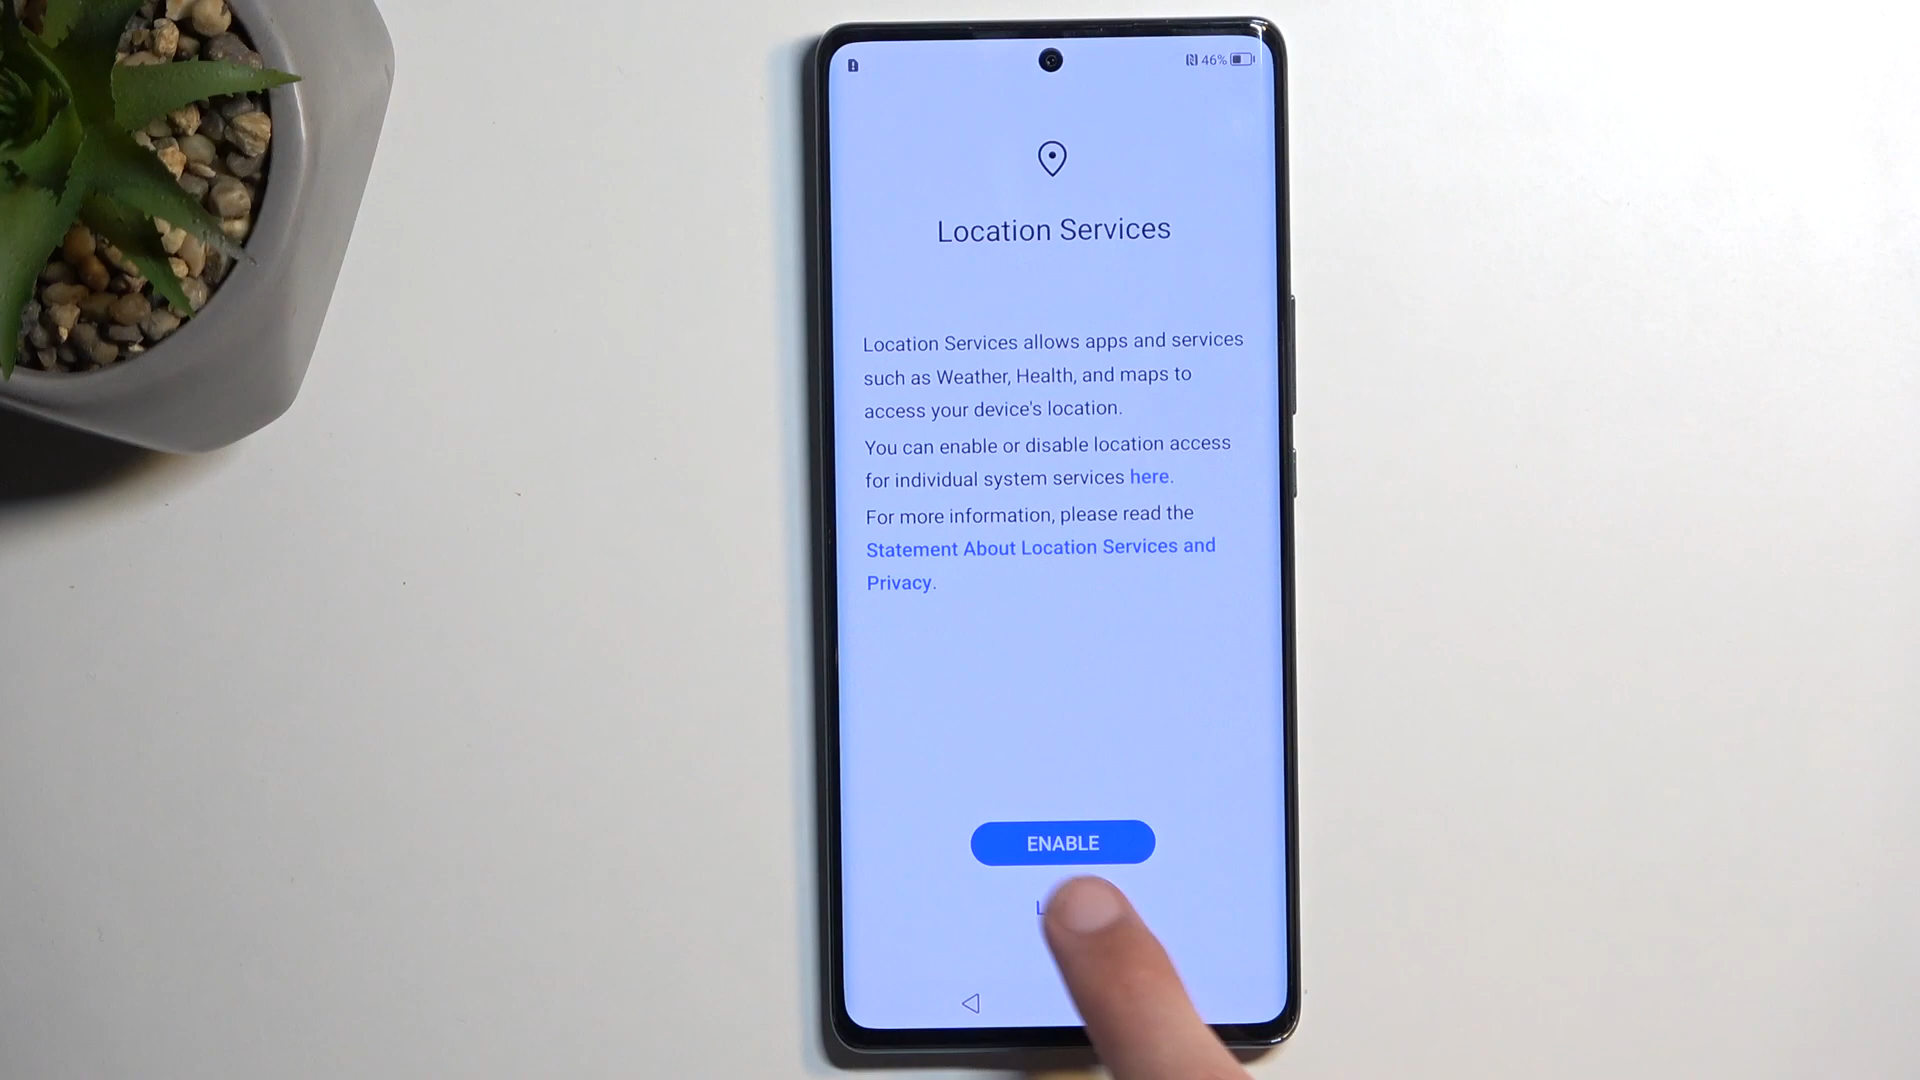 46%
Location Services
Location Services allows apps and services
such as Weather, Health, and maps to
access your device's location.
You can enable or disable location access
for individual system services here.
For more information, please read the
Statement About Location Services and
Privacy.
ENABLE